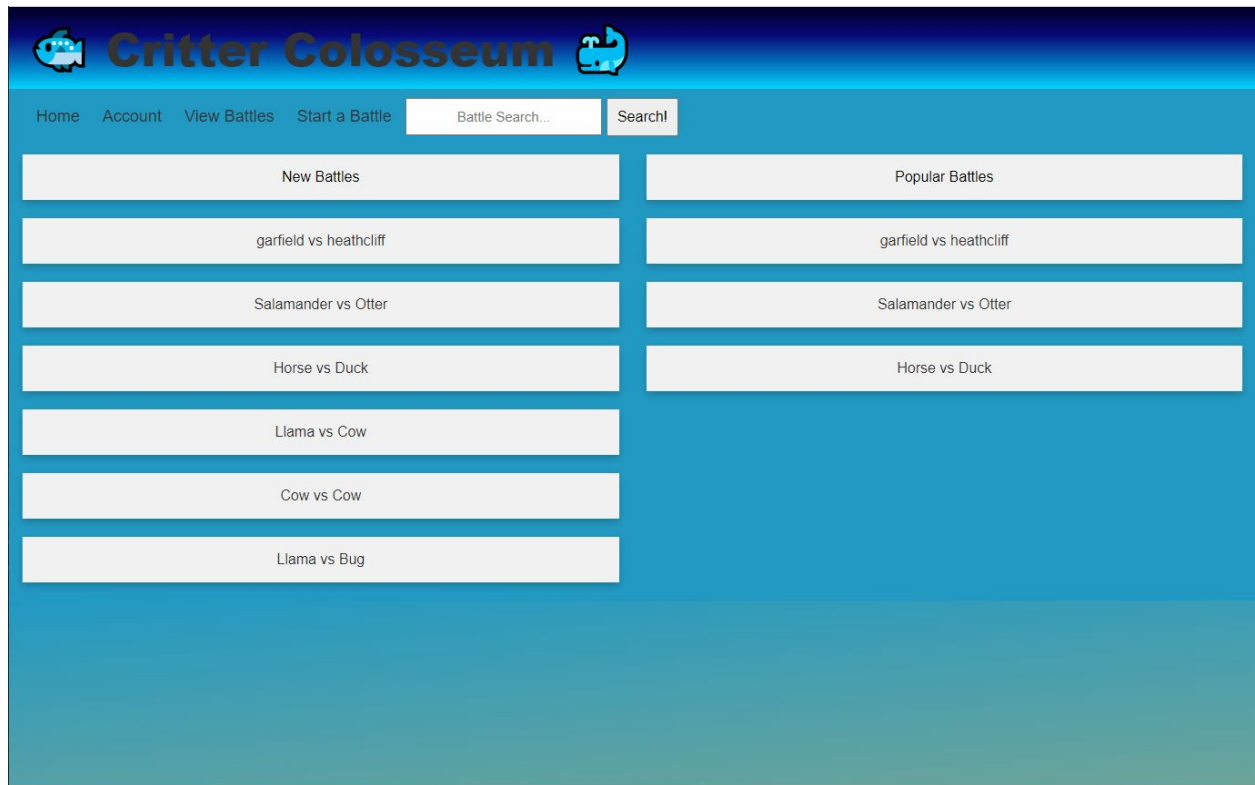 Critter Colosseum
Home Account View Battles Start a Battle Battle Search... Search!
New Battles
garfield vs heathcliff
Salamander vs Otter
Horse vs Duck
Llama vs Cow
Cow vs Cow
Llama vs Bug
Popular Battles
garfield vs heathcliff
Salamander vs Otter
Horse vs Duck